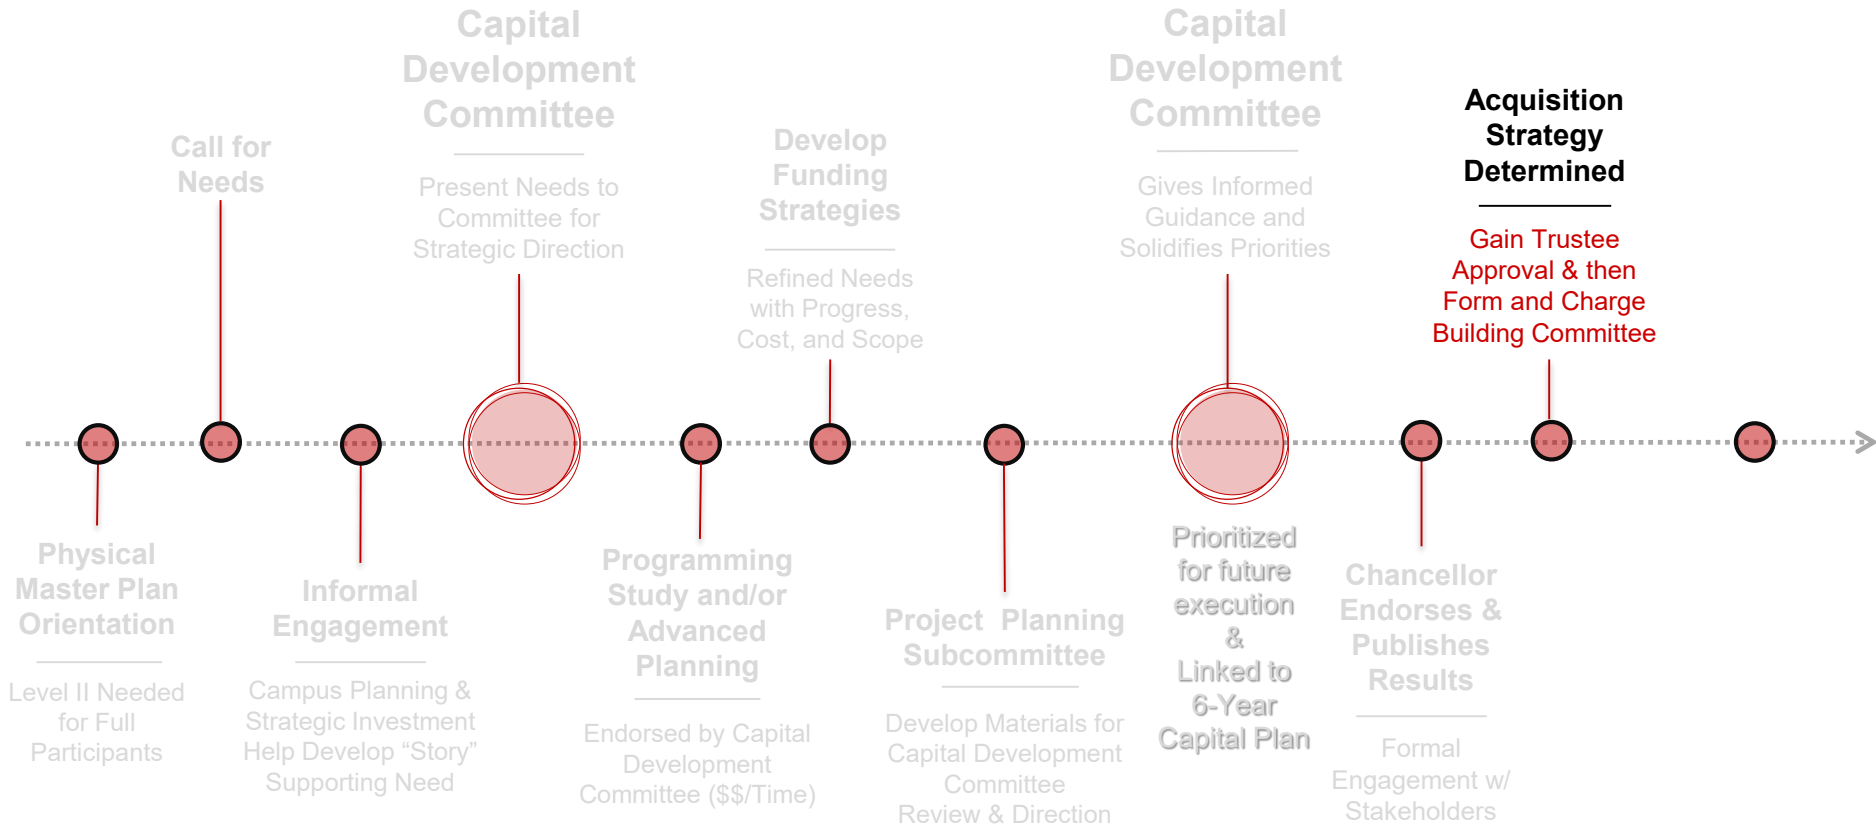 Physical
Master Plan
Orientation
Level II Needed
for Full
Participants
Call for
Needs
Informal
Engagement
Campus Planning &
Strategic Investment
Help Develop “Story”
Supporting Need
Capital
Development
Committee
Present Needs to
Committee for
Strategic Direction
Programming
Study and/or
Advanced
Planning
Endorsed by Capital
Development
Committee ($$/Time)
Develop
Funding
Strategies
Refined Needs
with Progress,
Cost, and Scope
Project Planning
Subcommittee
Develop Materials for
Capital Development
Committee
Review & Direction
Capital
Development
Committee
Gives Informed
Guidance and
Solidifies Priorities
Prioritized
for future
execution
&
Linked to
6-Year
Capital Plan
Chancellor
Endorses &
Publishes
Results
Formal
Engagement w/
Stakeholders
Acquisition
Strategy
Determined
Gain Trustee
Approval & then
Form and Charge
Building Committee